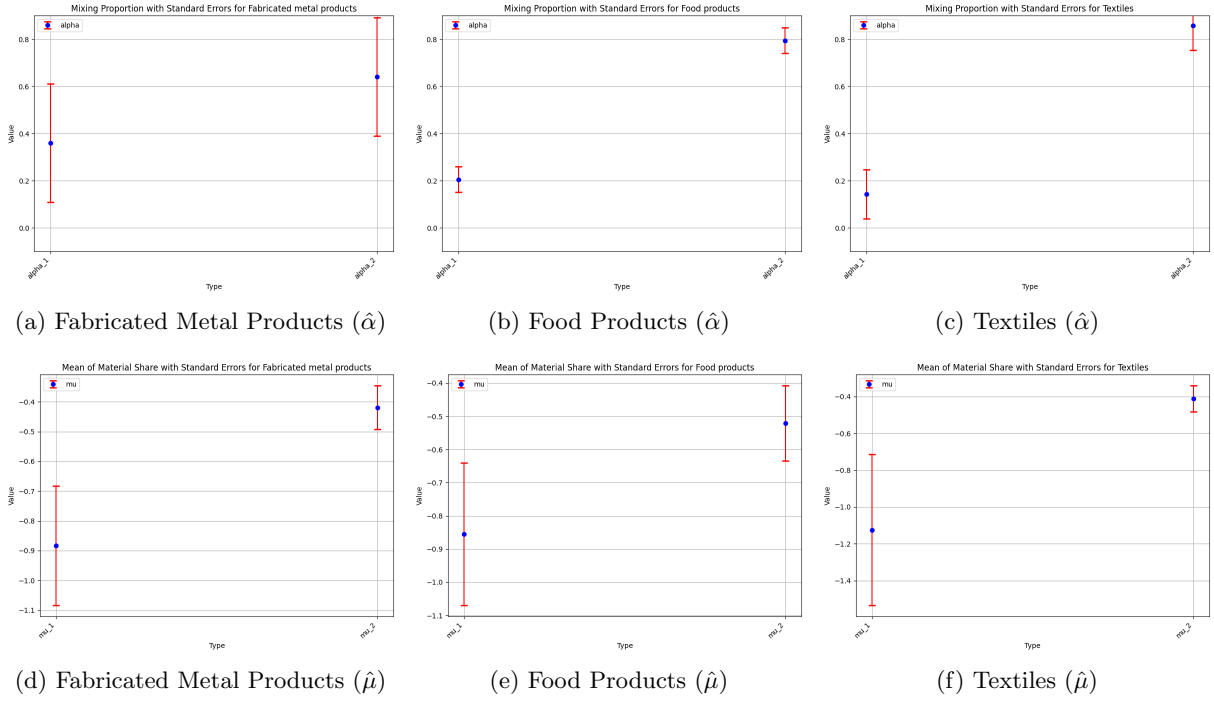 Mixing Proportion with Standard Errors for Fabricated metal products
alpha
0.8
0.6
0.4
0.2
0.0
Value
alpha_1
alpha_2
Type
(a) Fabricated Metal Products (α̂)
Mixing Proportion with Standard Errors for Food products
alpha
0.8
0.6
0.4
0.2
0.0
Value
alpha_1
alpha_2
Type
(b) Food Products (α̂)
Mixing Proportion with Standard Errors for Textiles
alpha
0.8
0.6
0.4
0.2
0.0
Value
alpha_1
alpha_2
Type
(c) Textiles (α̂)
Mean of Material Share with Standard Errors for Fabricated metal products
mu
−0.4
−0.5
−0.6
−0.7
−0.8
−0.9
−1.0
−1.1
Value
mu_1
mu_2
Type
(d) Fabricated Metal Products (μ̂)
Mean of Material Share with Standard Errors for Food products
mu
−0.4
−0.5
−0.6
−0.7
−0.8
−0.9
−1.0
−1.1
Value
mu_1
mu_2
Type
(e) Food Products (μ̂)
Mean of Material Share with Standard Errors for Textiles
mu
−0.4
−0.6
−0.8
−1.0
−1.2
−1.4
Value
mu_1
mu_2
Type
(f) Textiles (μ̂)